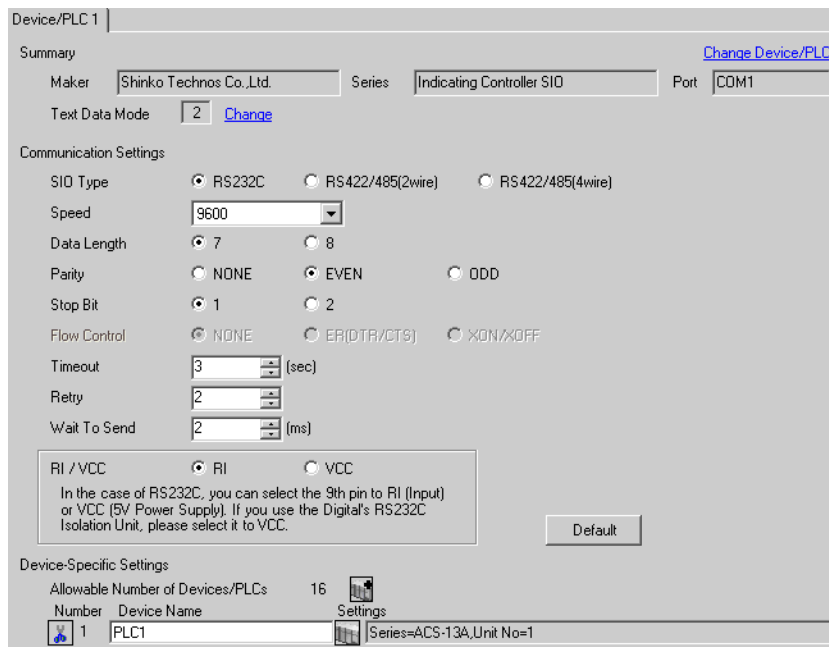 Device/PLC 1
Summary Change Device/PLC
Maker Shinko Technos Co.,Ltd. Series Indicating Controller SIO Port COM1
Text Data Mode 2 Change
Communication Settings
SIO Type RS232C RS422/485(2wire) RS422/485(4wire)
Speed 9600
Data Length 7 8
Parity NONE EVEN ODD
Stop Bit 1 2
Flow Control NONE ER(DTR/CTS) XON/XOFF
Timeout 3 (sec)
Retry 2
Wait To Send 2 (ms)
RI / VCC RI VCC
In the case of RS232C, you can select the 9th pin to RI (Input)
or VCC (5V Power Supply). If you use the Digital's RS232C
Isolation Unit, please select it to VCC.
Default
Device-Specific Settings
Allowable Number of Devices/PLCs 16
Number Device Name Settings
1 PLC1 Series=ACS-13A,Unit No=1